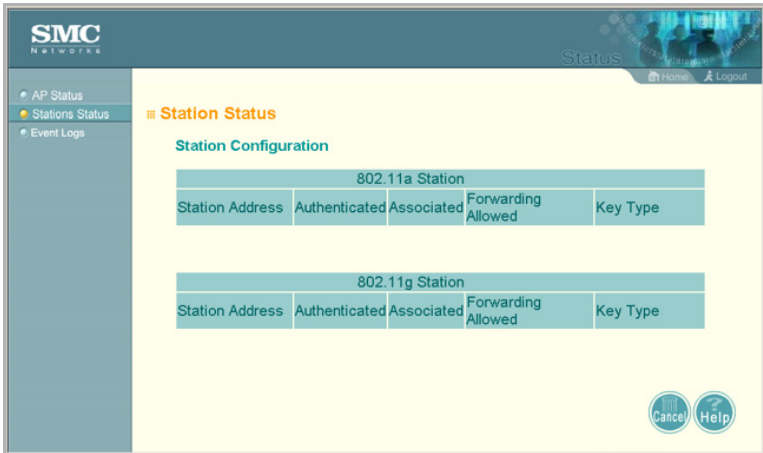 SMC
Networks
Status
Home
Logout
AP Status
Stations Status
Event Logs
Station Status
Station Configuration
802.11a Station
Station Address Authenticated Associated Forwarding Allowed Key Type
802.11g Station
Station Address Authenticated Associated Forwarding Allowed Key Type
Cancel
Help